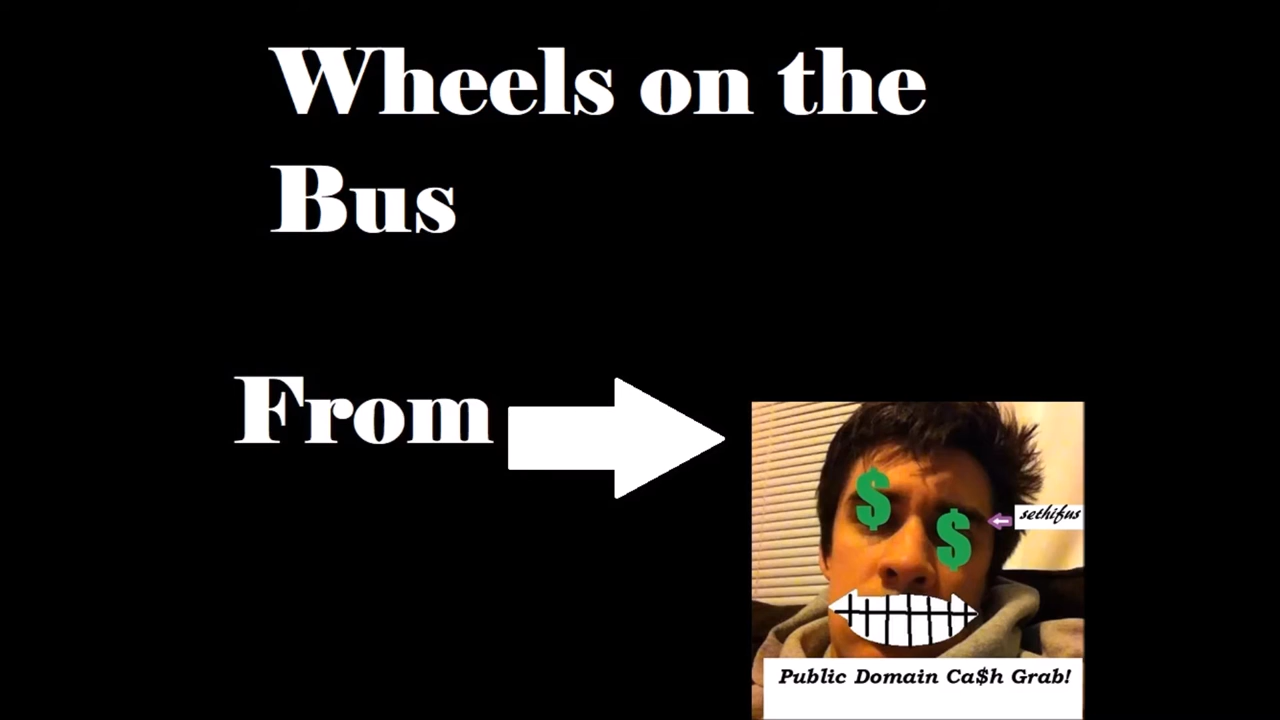 Wheels on the
Bus
From
$
$
sethifus
Public Domain Ca$h Grab!